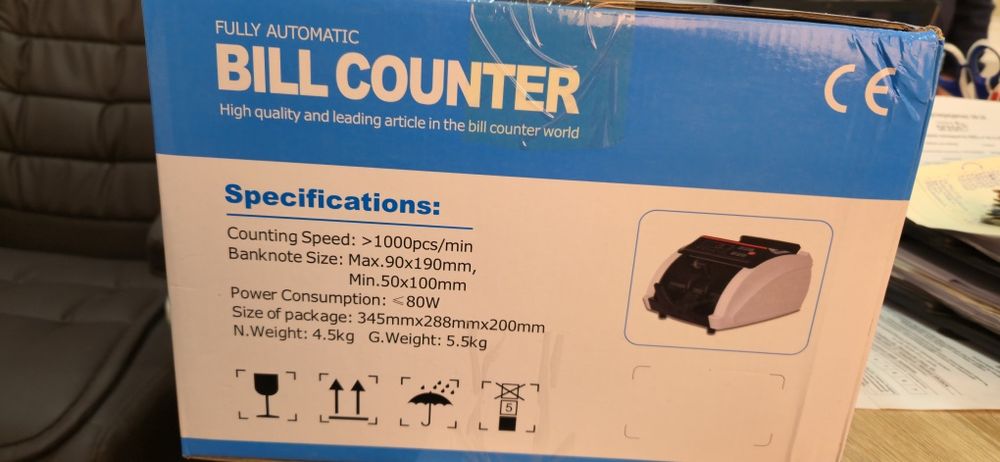 FULLY AUTOMATIC
BILL COUNTER
High quality and leading article in the bill counter world
CE
Specifications:
Counting Speed: >1000pcs/min
Banknote Size: Max.90x190mm,
Min.50x100mm
Power Consumption: ≤80W
Size of package: 345mmx288mmx200mm
N.Weight: 4.5kg G.Weight: 5.5kg
5